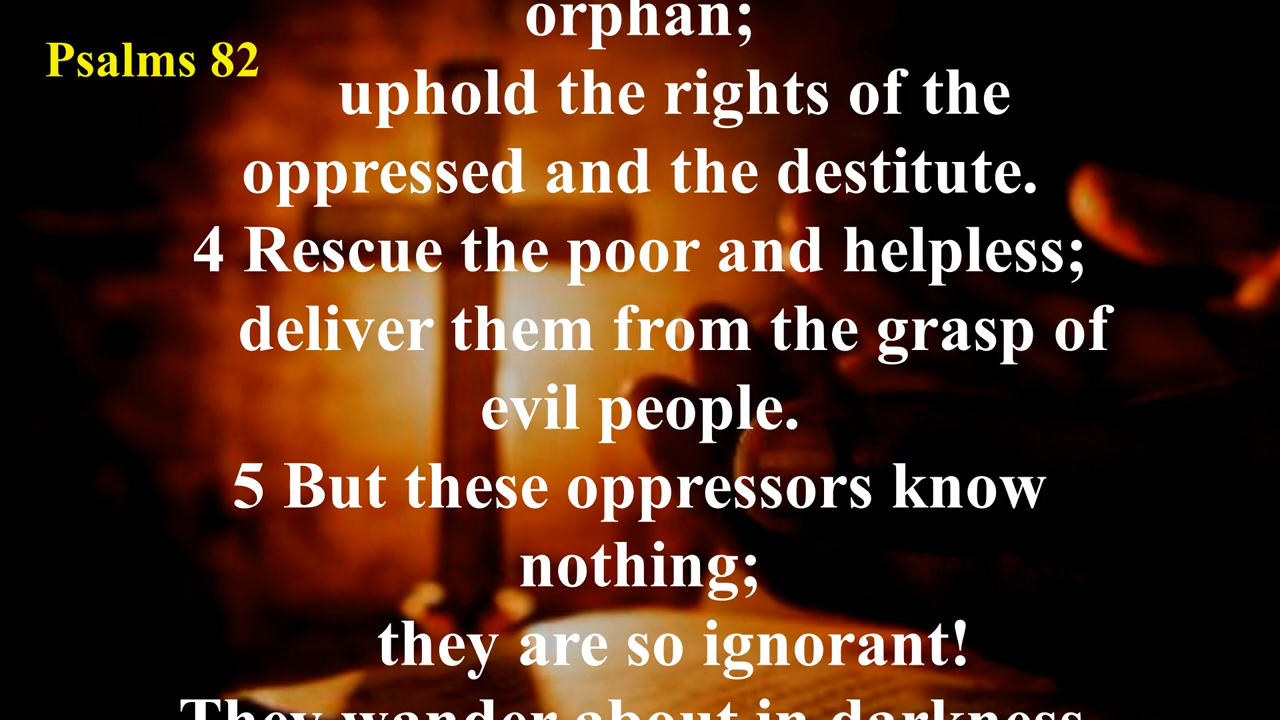 orphan;
Psalms 82
uphold the rights of the
oppressed and the destitute.
4 Rescue the poor and helpless;
deliver them from the grasp of
evil people.
5 But these oppressors know
nothing;
they are so ignorant!
They wander about in darkness